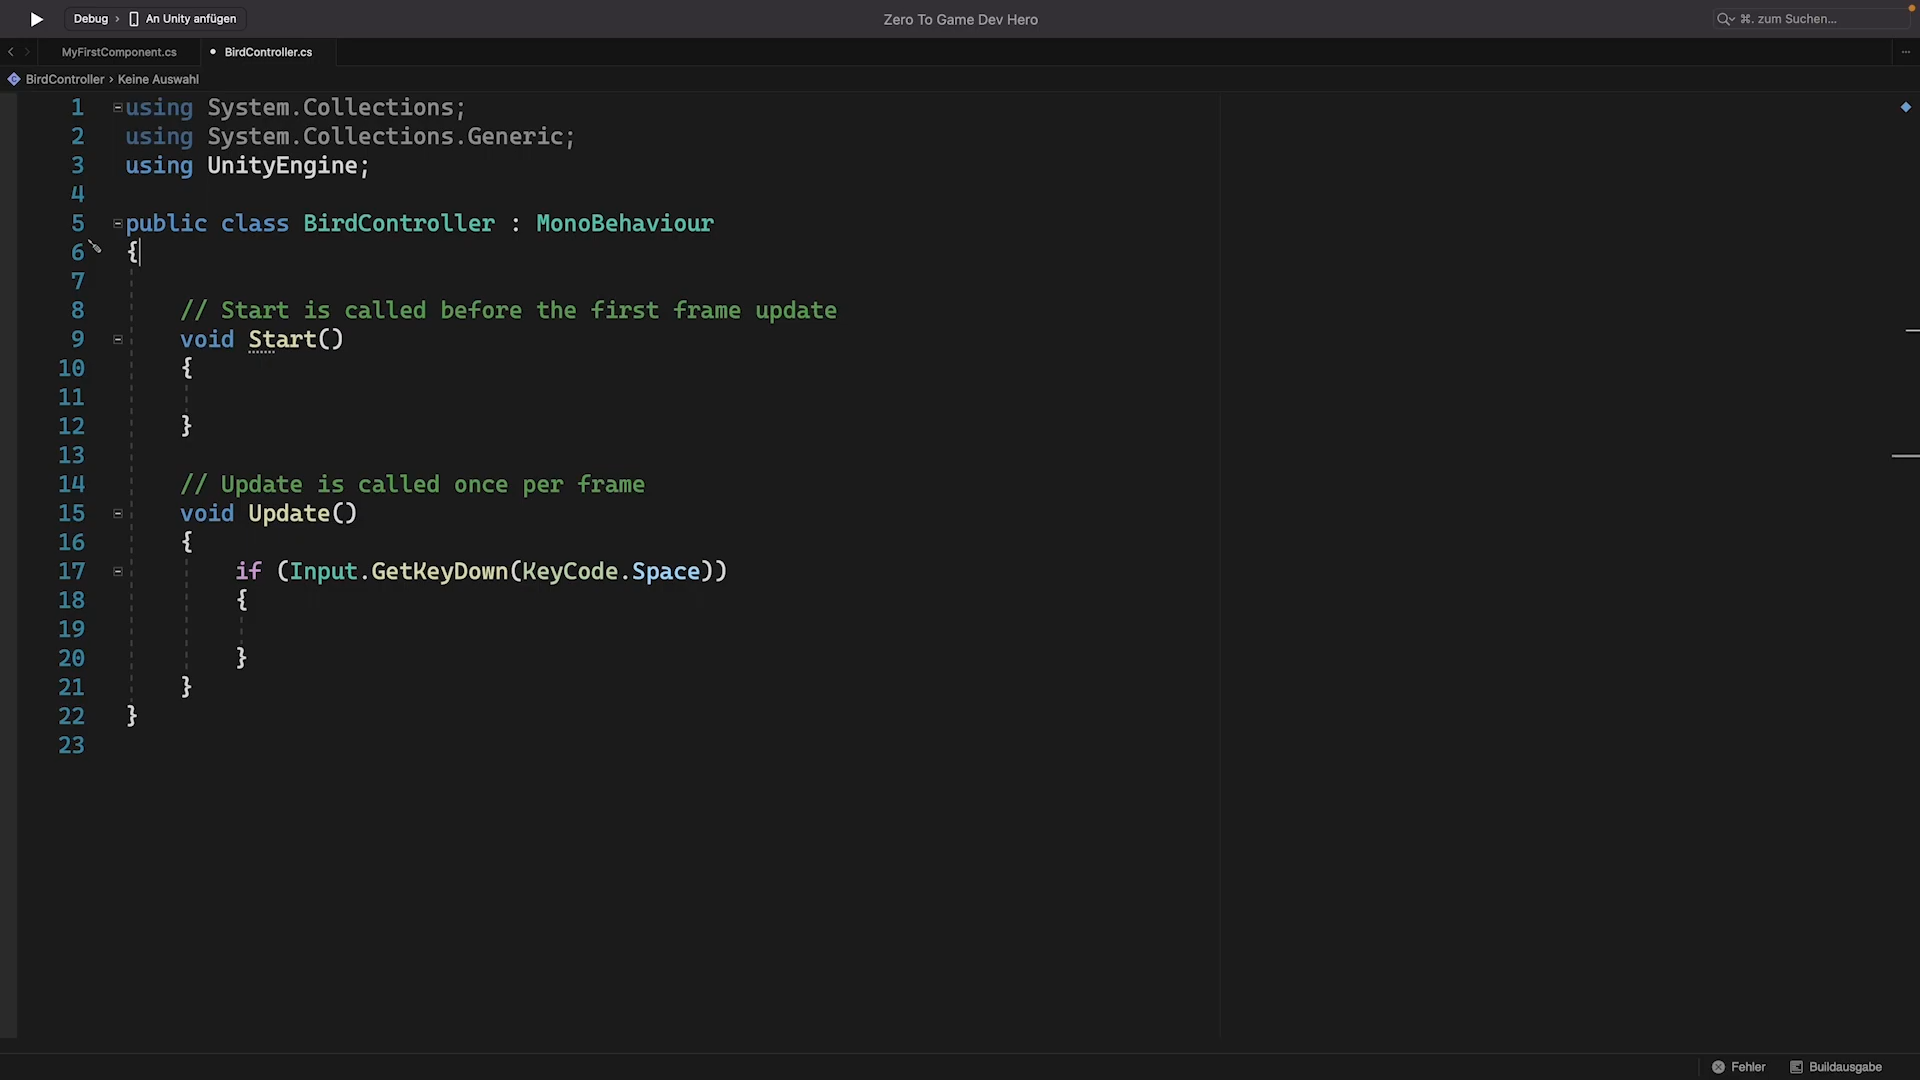 Debug › An Unity anfügen
Zero To Game Dev Hero
⌘. zum Suchen...
MyFirstComponent.cs
BirdController.cs
BirdController › Keine Auswahl
1 using System.Collections;
2 using System.Collections.Generic;
3 using UnityEngine;
4
5 public class BirdController : MonoBehaviour
6 {
7
8 // Start is called before the first frame update
9 void Start()
10 {
11
12 }
13
14 // Update is called once per frame
15 void Update()
16 {
17 if (Input.GetKeyDown(KeyCode.Space))
18 {
19
20 }
21 }
22 }
23
Fehler Buildausgabe